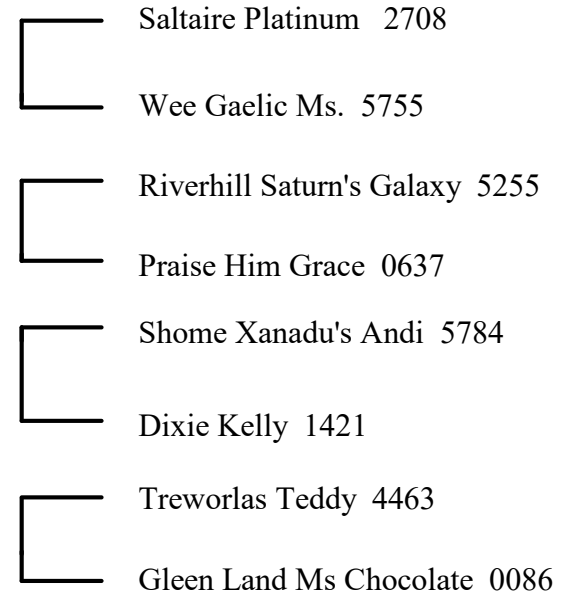 Saltaire Platinum 2708
Wee Gaelic Ms. 5755
Riverhill Saturn's Galaxy 5255
Praise Him Grace 0637
Shome Xanadu's Andi 5784
Dixie Kelly 1421
Treworlas Teddy 4463
Gleen Land Ms Chocolate 0086